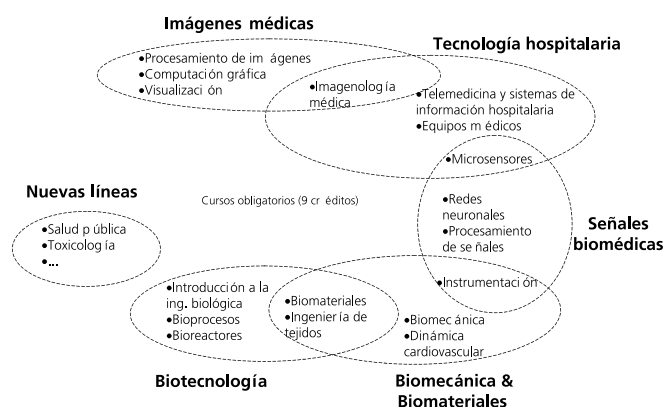 Imágenes médicas
Tecnología hospitalaria
•Procesamiento de im ágenes
•Computación gráfica
•Visualizaci ón
•Imagenolog ía
médica
•Telemedicina y sistemas de
información hospitalaria
•Equipos m édicos
•Microsensores
Nuevas líneas
•Salud p ública
•Toxicolog ía
•...
Cursos obligatorios (9 cr éditos)
•Redes
neuronales
•Procesamiento
de se ñales
Señales
biomédicas
•Instrumentaci ón
•Introducción a la
ing. biológica
•Bioprocesos
•Bioreactores
•Biomateriales
•Ingenier ía de
tejidos
•Biomec ánica
•Dinámica
cardiovascular
Biotecnología
Biomecánica &
Biomateriales